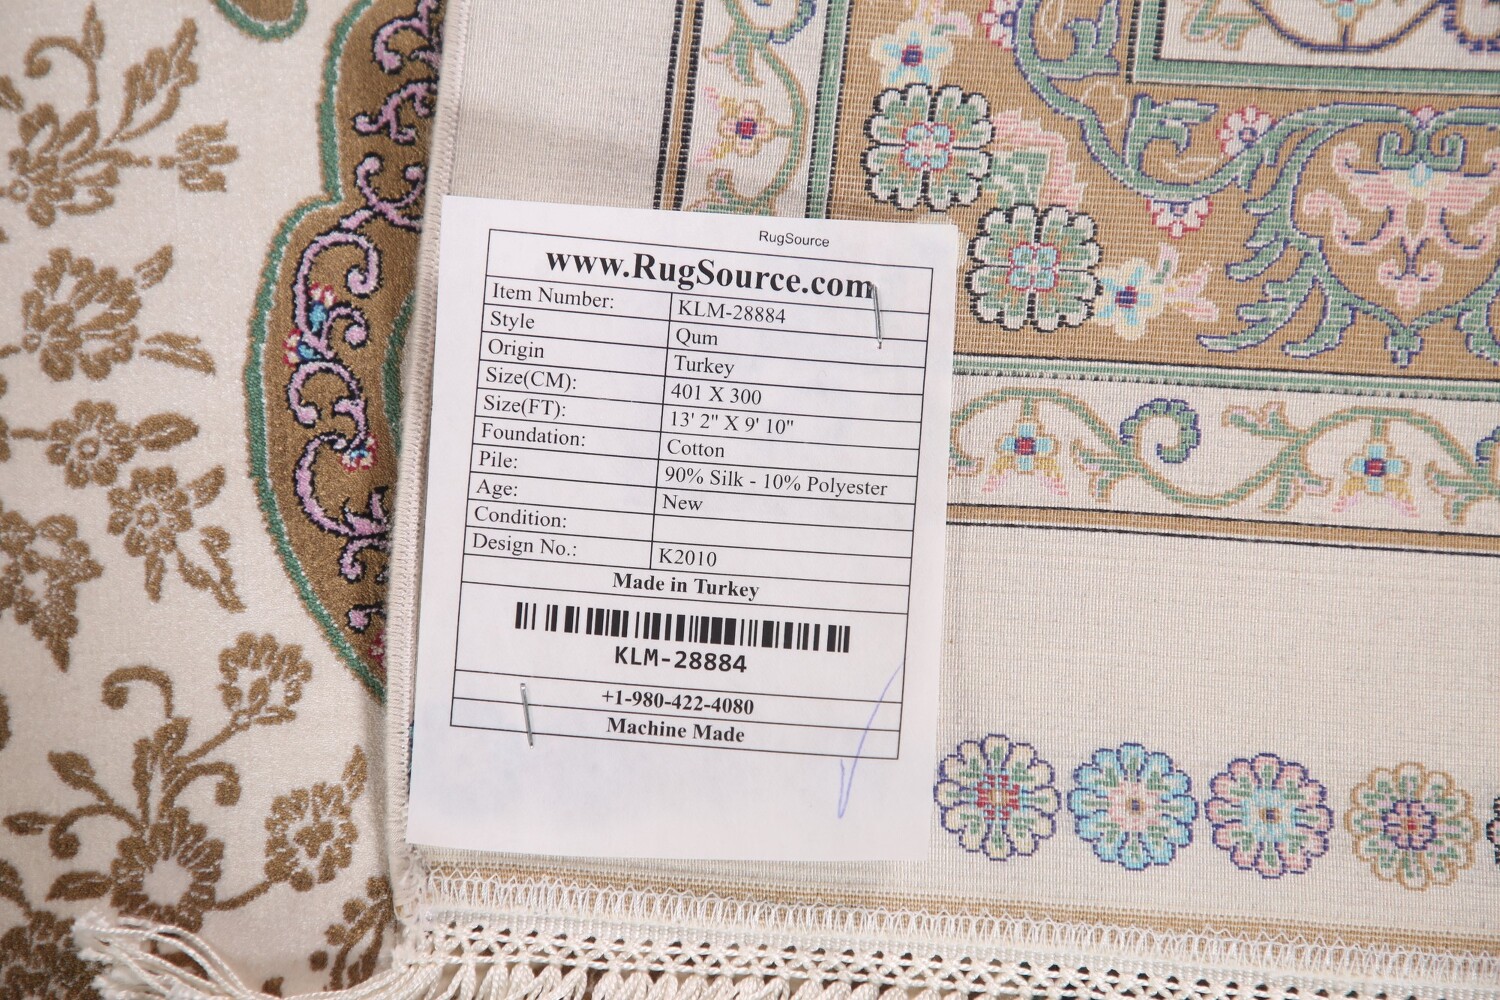 RugSource
www.RugSource.com
Item Number: KLM-28884
Style Qum
Origin Turkey
Size(CM): 401 X 300
Size(FT): 13' 2" X 9' 10"
Foundation: Cotton
Pile: 90% Silk - 10% Polyester
Age: New
Condition:
Design No.: K2010
Made in Turkey
KLM-28884
+1-980-422-4080
Machine Made